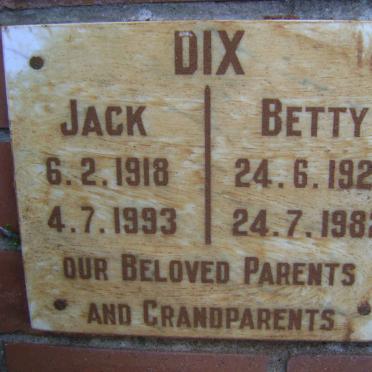 DIX
JACK BETTY
6.2.1918 24.6.192
4.7.1993 24.7.198
OUR BELOVED PARENTS
AND GRANDPARENTS